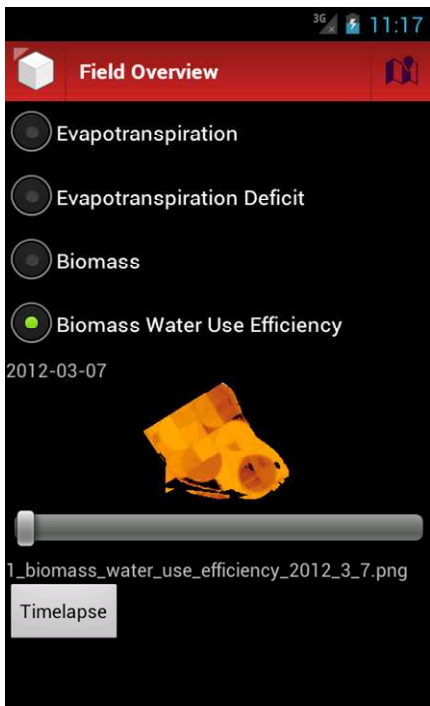 3G 11:17
Field Overview
Evapotranspiration
Evapotranspiration Deficit
Biomass
Biomass Water Use Efficiency
2012-03-07
1_biomass_water_use_efficiency_2012_3_7.png
Timelapse